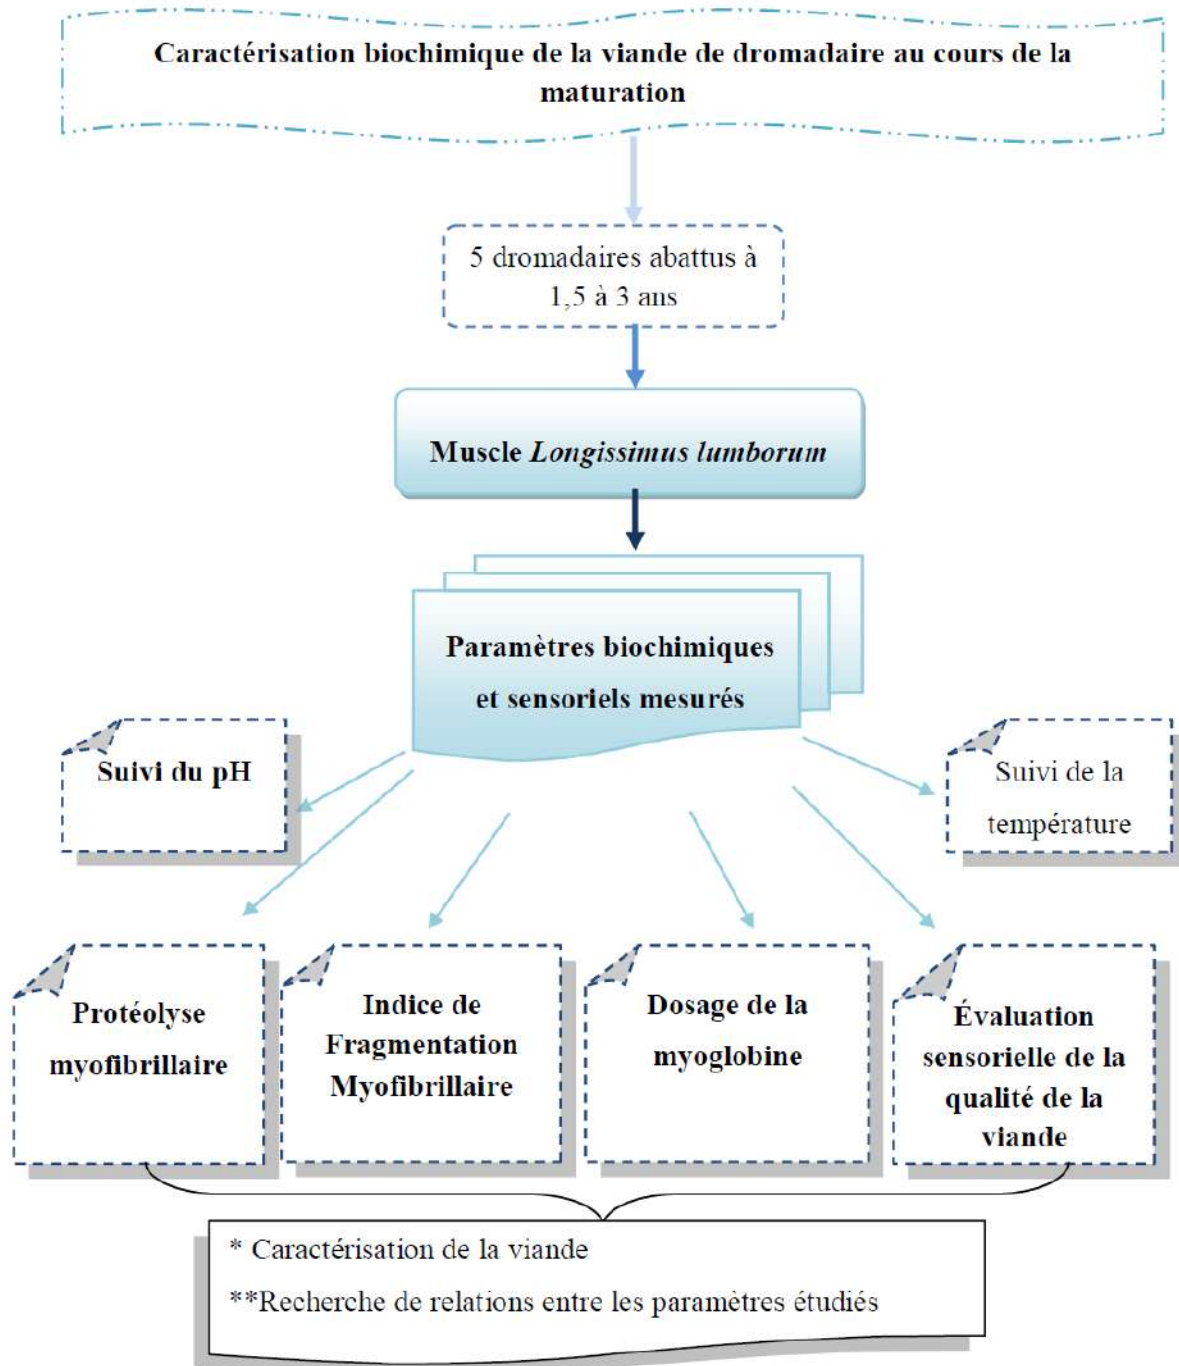 Caractérisation biochimique de la viande de dromadaire au cours de la
maturation
5 dromadaires abattus à
1,5 à 3 ans
Muscle Longissimus lumborum
Paramètres biochimiques
et sensoriels mesurés
Suivi du pH
Suivi de la
température
Protéolyse
myofibrillaire
Indice de
Fragmentation
Myofibrillaire
Dosage de la
myoglobine
Évaluation
sensorielle de la
qualité de la
viande
* Caractérisation de la viande
**Recherche de relations entre les paramètres étudiés